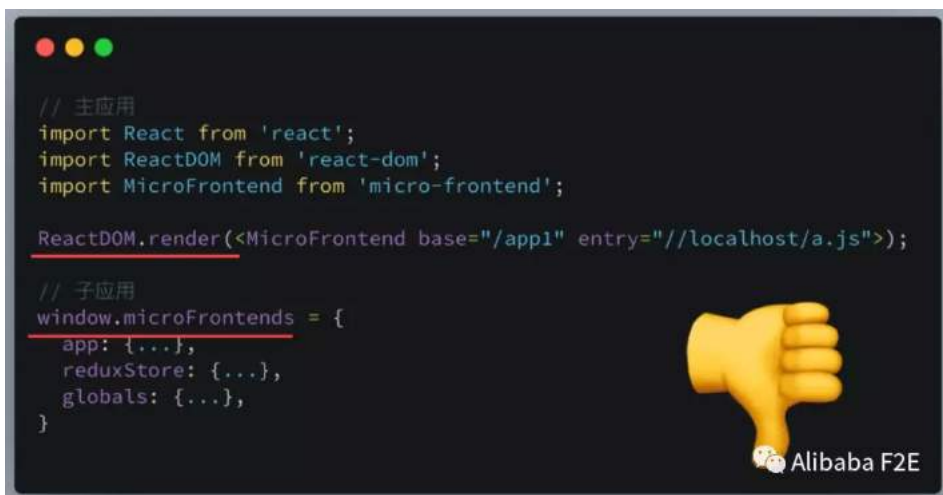 // 主应用
import React from 'react';
import ReactDOM from 'react-dom';
import MicroFrontend from 'micro-frontend';
ReactDOM.render(<MicroFrontend base="/app1" entry="//localhost/a.js">);
// 子应用
window.microFrontends = {
app: {...},
reduxStore: {...},
globals: {...},
}
Alibaba F2E